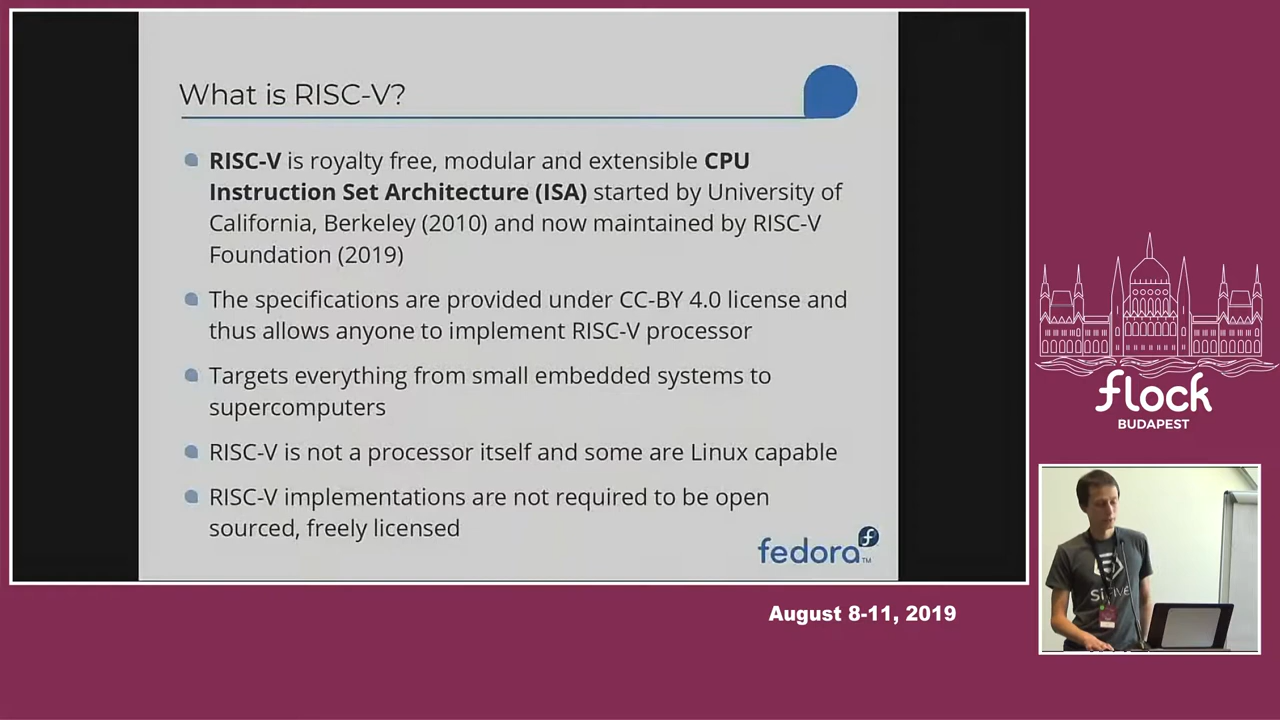 What is RISC-V?
RISC-V is royalty free, modular and extensible CPU
Instruction Set Architecture (ISA) started by University of
California, Berkeley (2010) and now maintained by RISC-V
Foundation (2019)
The specifications are provided under CC-BY 4.0 license and
thus allows anyone to implement RISC-V processor
Targets everything from small embedded systems to
supercomputers
RISC-V is not a processor itself and some are Linux capable
RISC-V implementations are not required to be open
sourced, freely licensed
fedora™
flock
BUDAPEST
SiFive
August 8-11, 2019